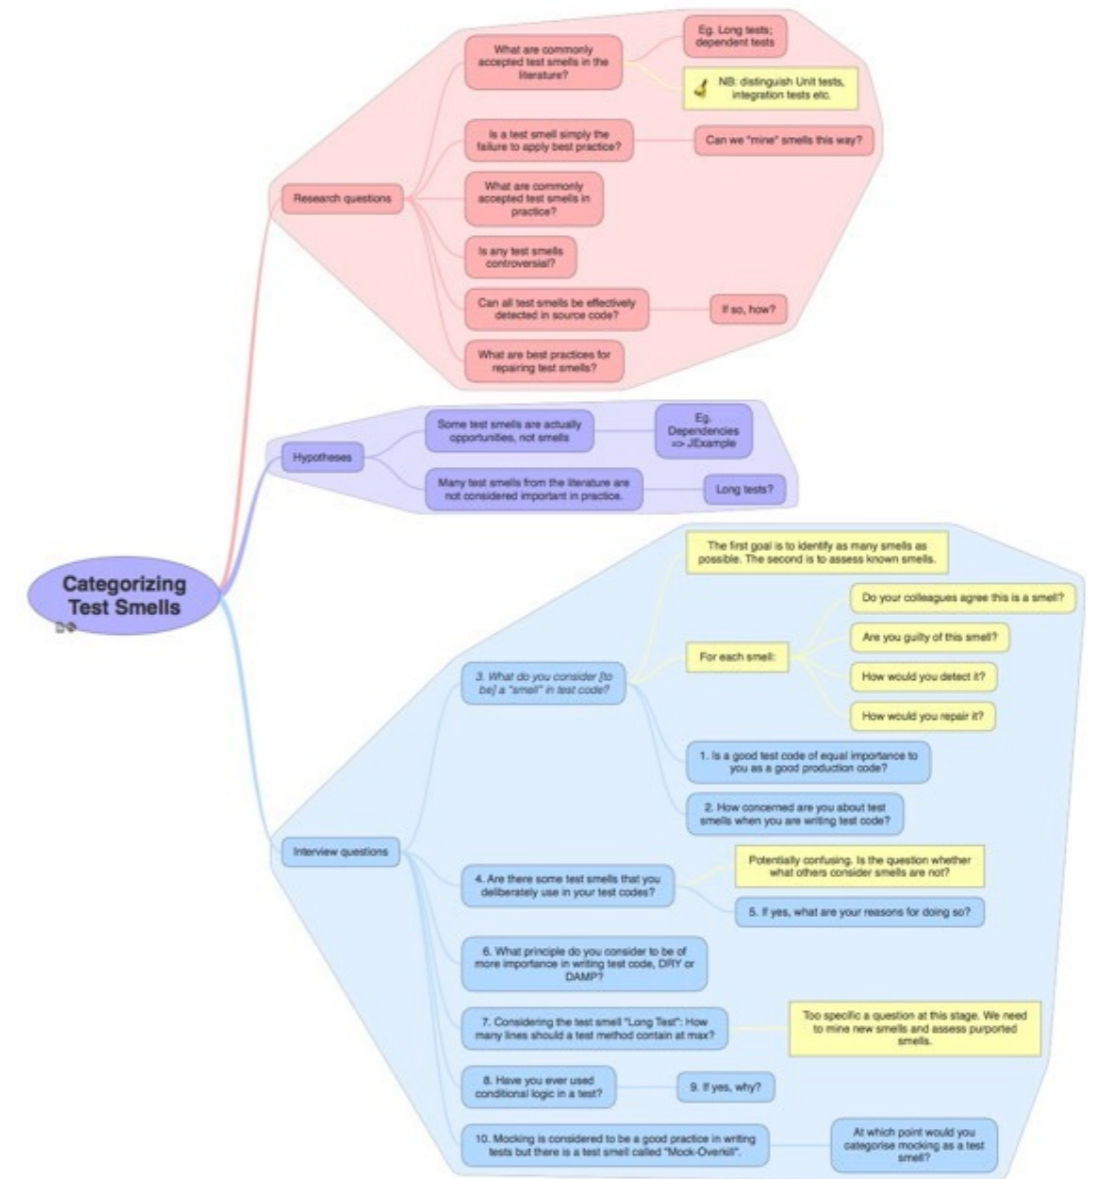 What are commonly
accepted test smells in the
literature?
Eg. Long tests;
dependent tests
NB: distinguish Unit tests,
integration tests etc.
Is a test smell simply the
failure to apply best practice?
Can we "mine" smells this way?
Research questions
What are commonly
accepted test smells in
practice?
Is any test smells
controversial?
Can all test smells be effectively
detected in source code?
If so, how?
What are best practices for
repairing test smells?
Hypotheses
Some test smells are actually
opportunities, not smells
Eg.
Dependencies
=> JExample
Many test smells from the literature are
not considered important in practice.
Long tests?
Categorizing
Test Smells
Interview questions
3. What do you consider [to
be] a "smell" in test code?
The first goal is to identify as many smells as
possible. The second is to assess known smells.
For each smell:
Do your colleagues agree this is a smell?
Are you guilty of this smell?
How would you detect it?
How would you repair it?
1. Is a good test code of equal importance to
you as a good production code?
2. How concerned are you about test
smells when you are writing test code?
4. Are there some test smells that you
deliberately use in your test codes?
Potentially confusing. Is the question whether
what others consider smells are not?
5. If yes, what are your reasons for doing so?
6. What principle do you consider to be of
more importance in writing test code, DRY or
DAMP?
7. Considering the test smell "Long Test": How
many lines should a test method contain at max?
Too specific a question at this stage. We need
to mine new smells and assess purported
smells.
8. Have you ever used
conditional logic in a test?
9. If yes, why?
10. Mocking is considered to be a good practice in writing
tests but there is a test smell called "Mock-Overkill".
At which point would you
categorise mocking as a test
smell?